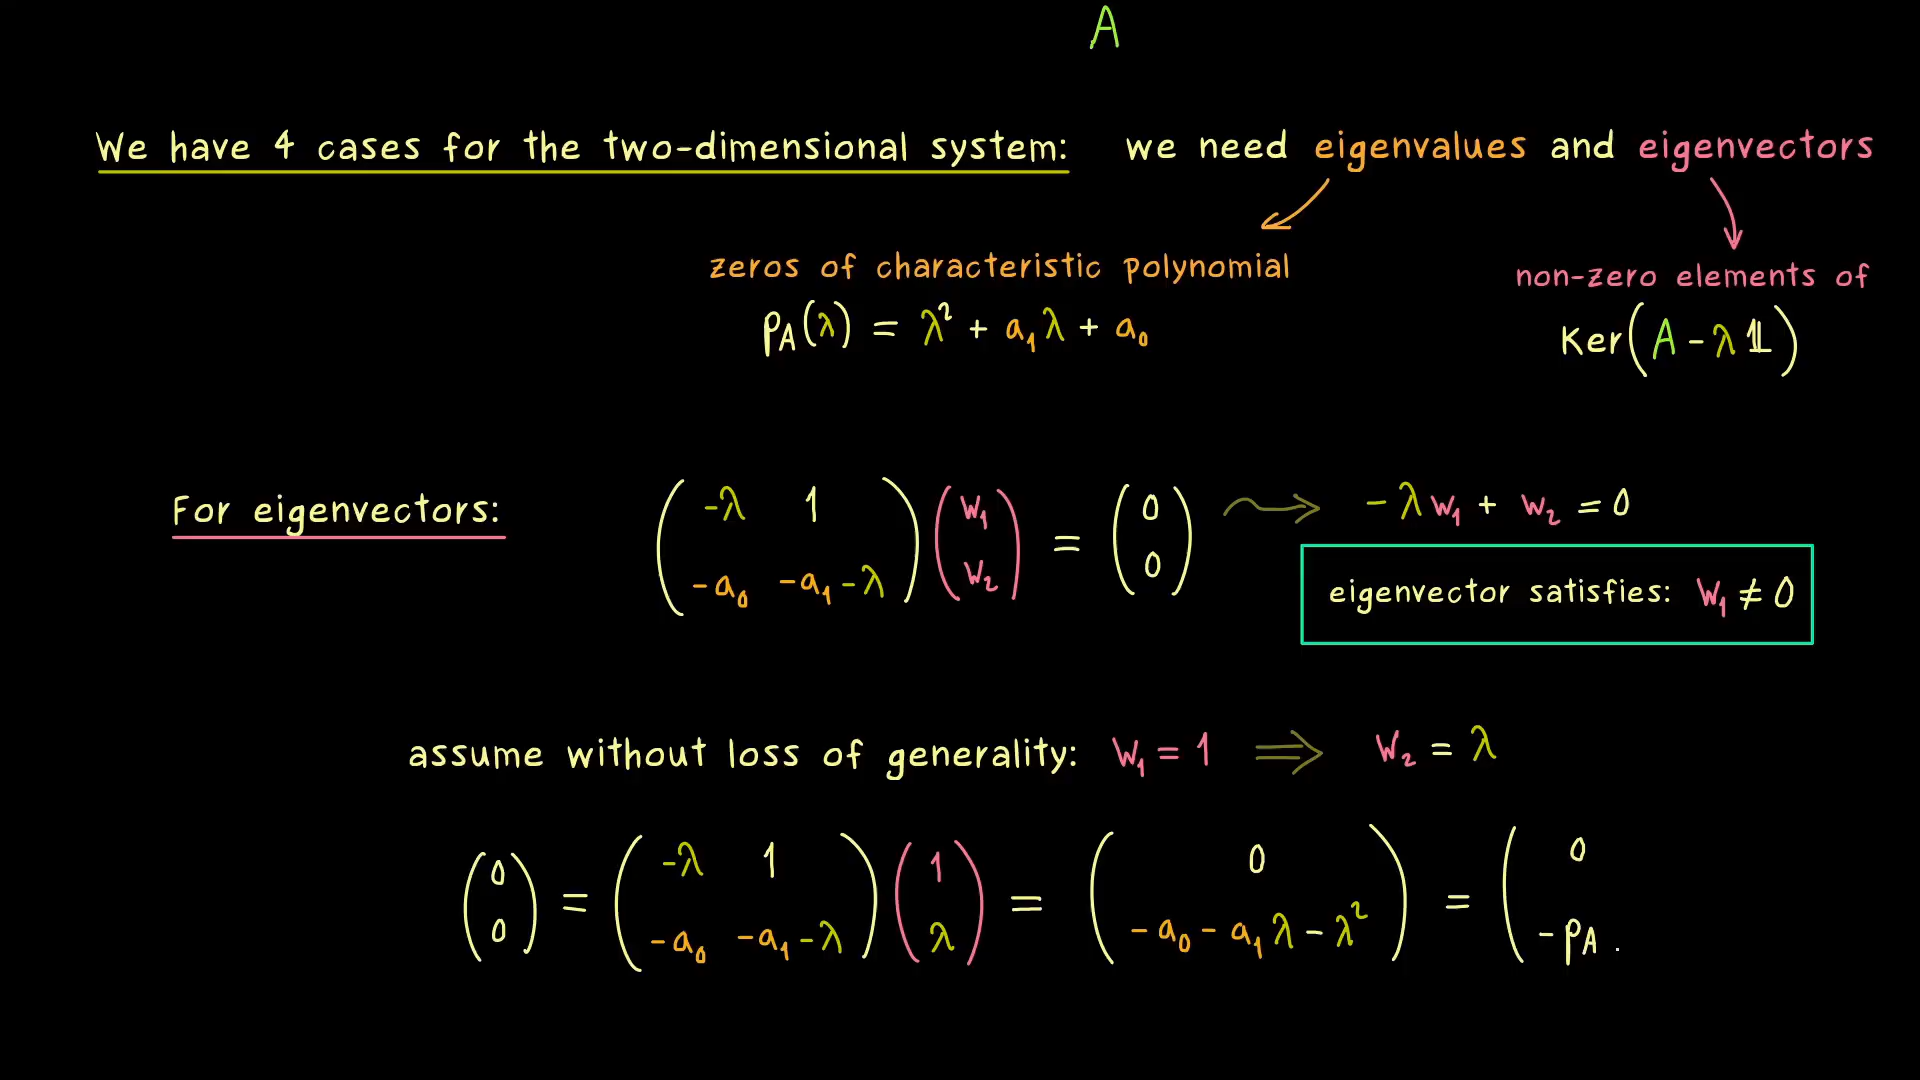 A
We have 4 cases for the two-dimensional system: we need eigenvalues and eigenvectors
zeros of characteristic polynomial
non-zero elements of
p_A(λ) = λ² + a₁λ + a₀
Ker(A - λ𝟙)
For eigenvectors: ( -λ 1 ; -a₀ -a₁-λ ) ( w₁ ; w₂ ) = ( 0 ; 0 ) ⇝ -λw₁ + w₂ = 0
eigenvector satisfies: w₁ ≠ 0
assume without loss of generality: w₁ = 1 ⟹ w₂ = λ
( 0 ; 0 ) = ( -λ 1 ; -a₀ -a₁-λ ) ( 1 ; λ ) = ( 0 ; -a₀ - a₁λ - λ² ) = ( 0 ; -p_A .